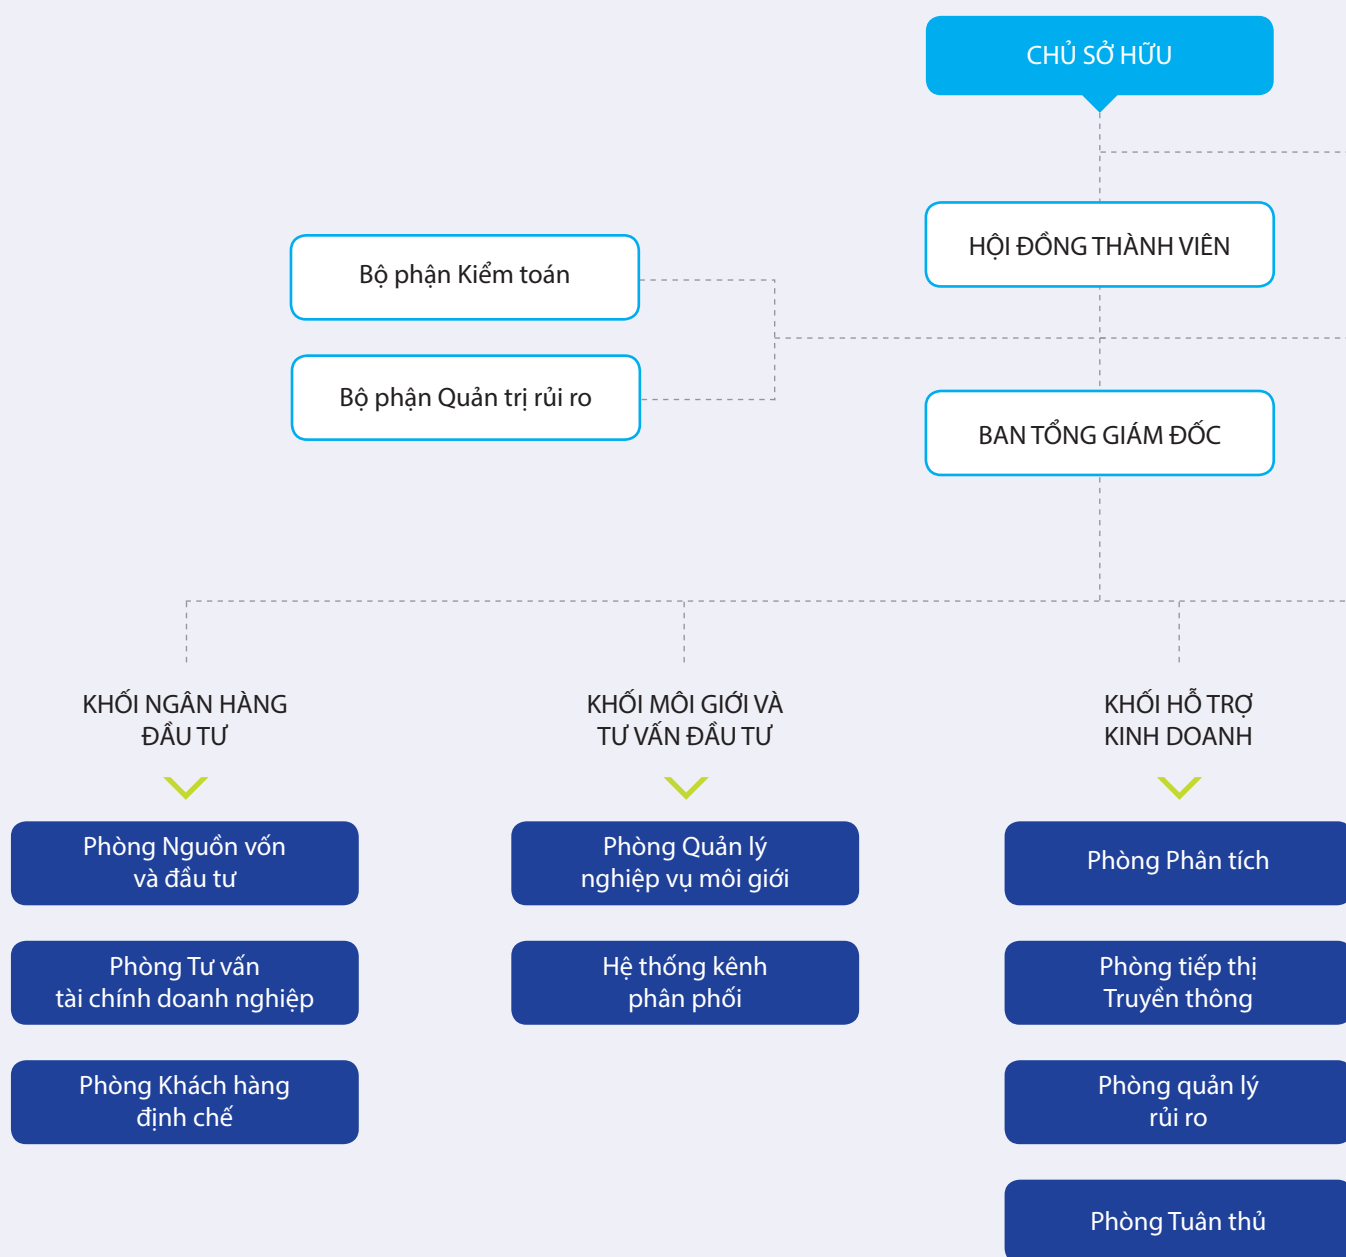 CHỦ SỞ HỮU
HỘI ĐỒNG THÀNH VIÊN
Bộ phận Kiểm toán
Bộ phận Quản trị rủi ro
BAN TỔNG GIÁM ĐỐC
KHỐI NGÂN HÀNG
ĐẦU TƯ
Phòng Nguồn vốn
và đầu tư
Phòng Tư vấn
tài chính doanh nghiệp
Phòng Khách hàng
định chế
KHỐI MÔI GIỚI VÀ
TƯ VẤN ĐẦU TƯ
Phòng Quản lý
nghiệp vụ môi giới
Hệ thống kênh
phân phối
KHỐI HỖ TRỢ
KINH DOANH
Phòng Phân tích
Phòng tiếp thị
Truyền thông
Phòng quản lý
rủi ro
Phòng Tuân thủ